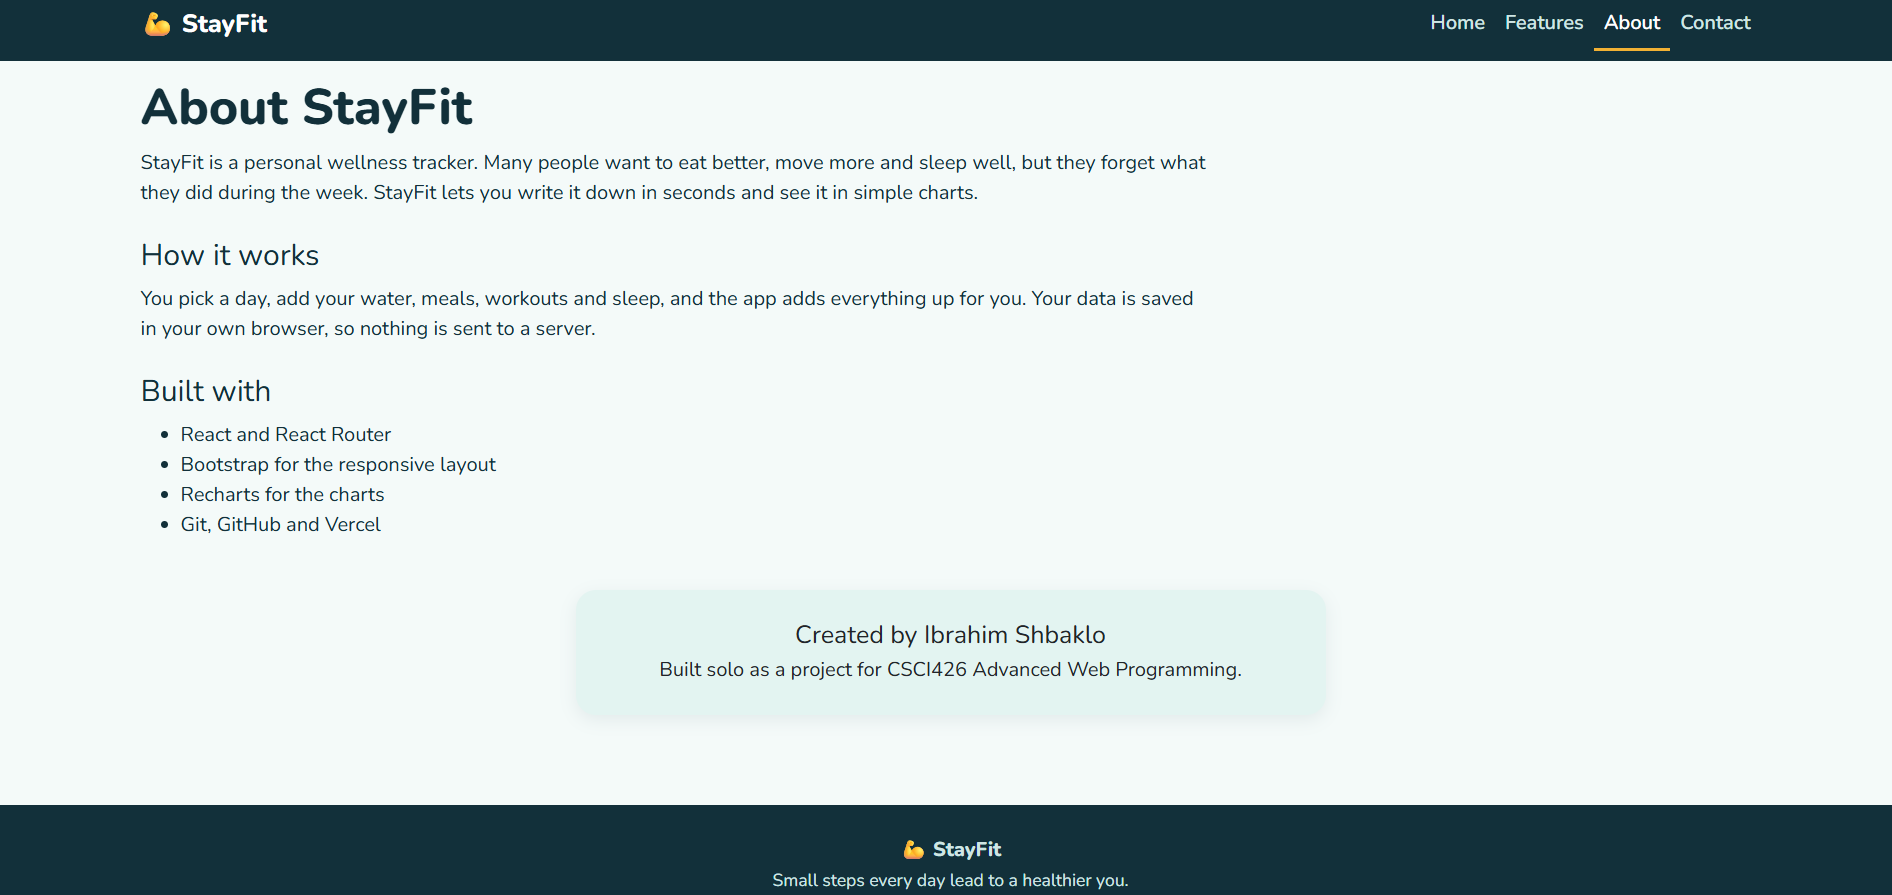 💪 StayFit
Home Features About Contact
About StayFit
StayFit is a personal wellness tracker. Many people want to eat better, move more and sleep well, but they forget what
they did during the week. StayFit lets you write it down in seconds and see it in simple charts.
How it works
You pick a day, add your water, meals, workouts and sleep, and the app adds everything up for you. Your data is saved
in your own browser, so nothing is sent to a server.
Built with
• React and React Router
• Bootstrap for the responsive layout
• Recharts for the charts
• Git, GitHub and Vercel
Created by Ibrahim Shbaklo
Built solo as a project for CSCI426 Advanced Web Programming.
💪 StayFit
Small steps every day lead to a healthier you.